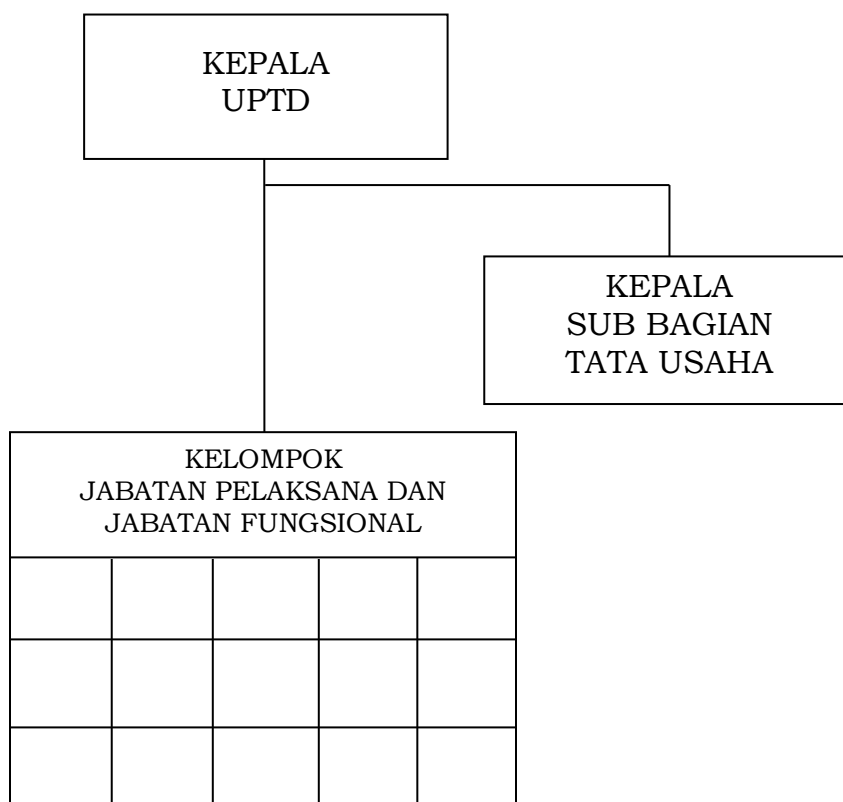 KEPALA
UPTD
KEPALA
SUB BAGIAN
TATA USAHA
KELOMPOK
JABATAN PELAKSANA DAN
JABATAN FUNGSIONAL